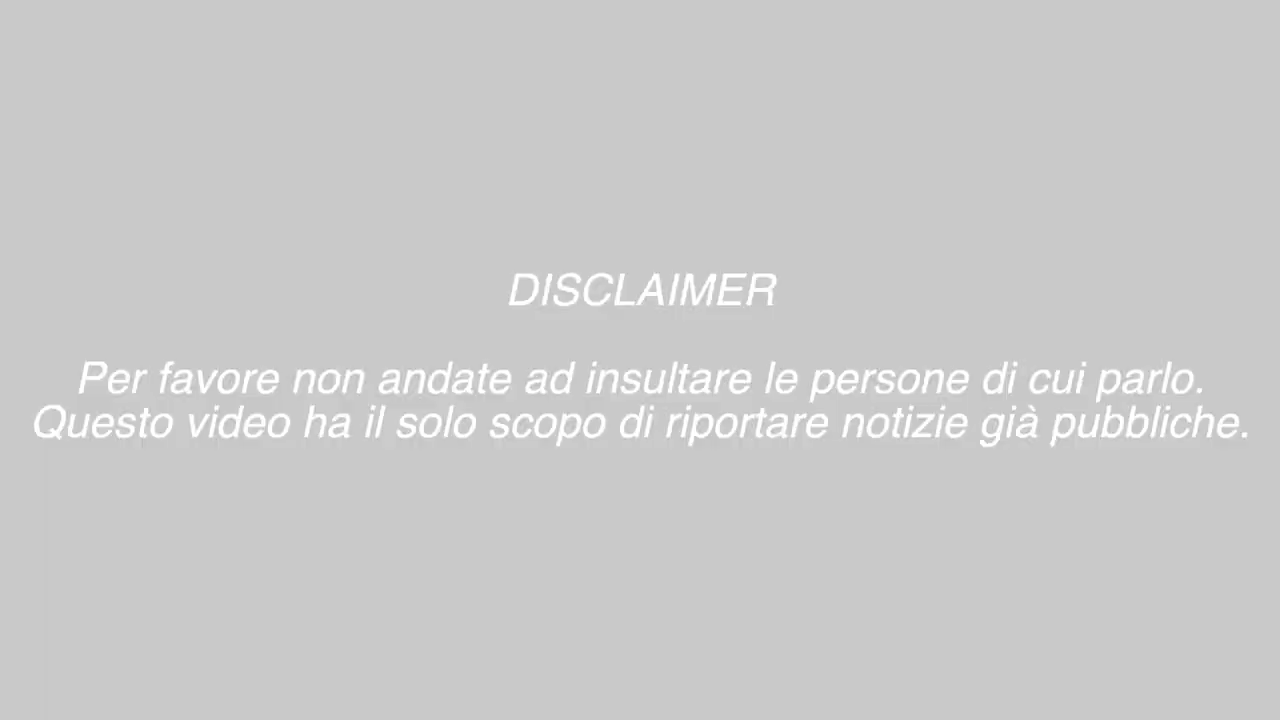 DISCLAIMER
Per favore non andate ad insultare le persone di cui parlo.
Questo video ha il solo scopo di riportare notizie già pubbliche.